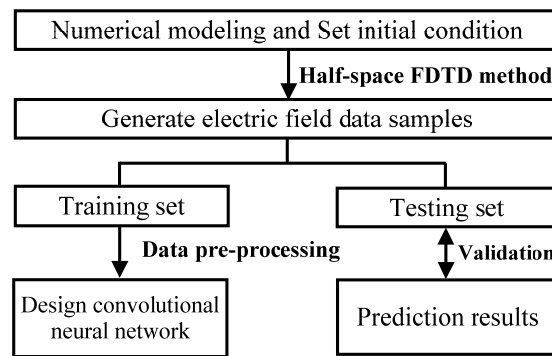 Numerical modeling and Set initial condition
Half-space FDTD method
Generate electric field data samples
Training set
Testing set
Data pre-processing
Validation
Design convolutional
neural network
Prediction results